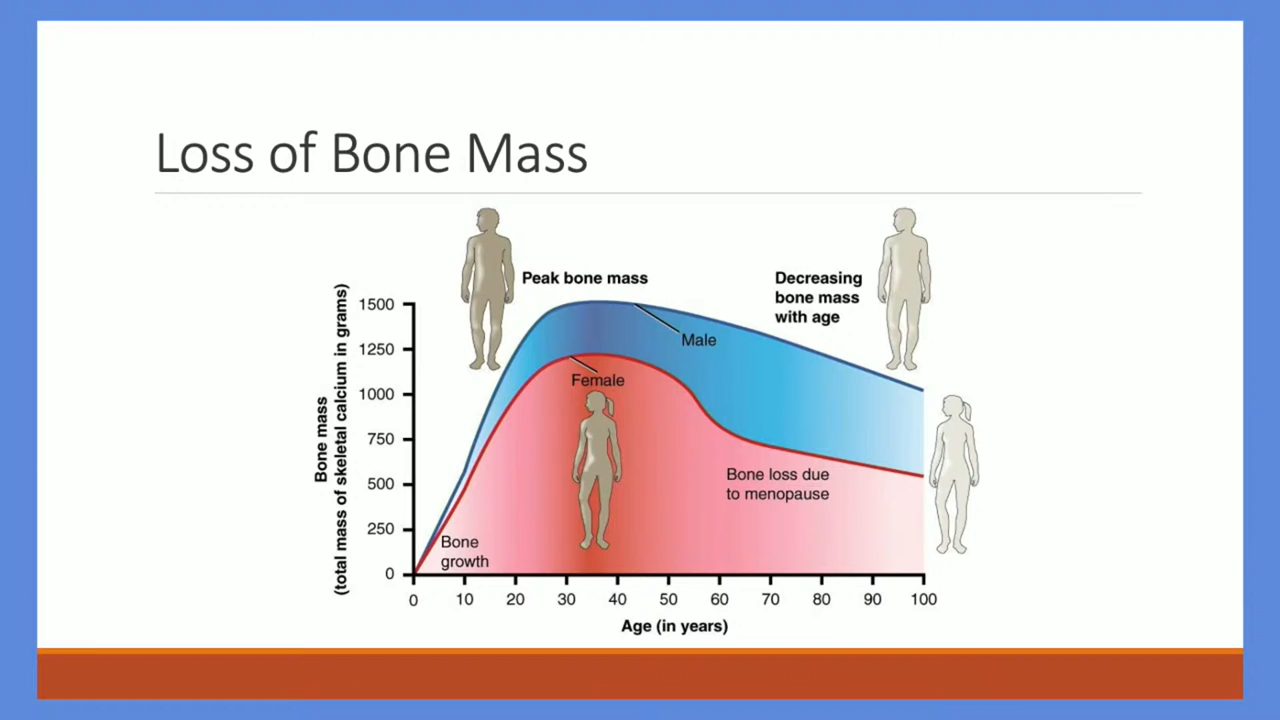 Loss of Bone Mass
Peak bone mass
Decreasing
bone mass
with age
Bone mass
(total mass of skeletal calcium in grams)
1500
1250
1000
750
500
250
0
Male
Female
Bone loss due
to menopause
Bone
growth
0 10 20 30 40 50 60 70 80 90 100
Age (in years)